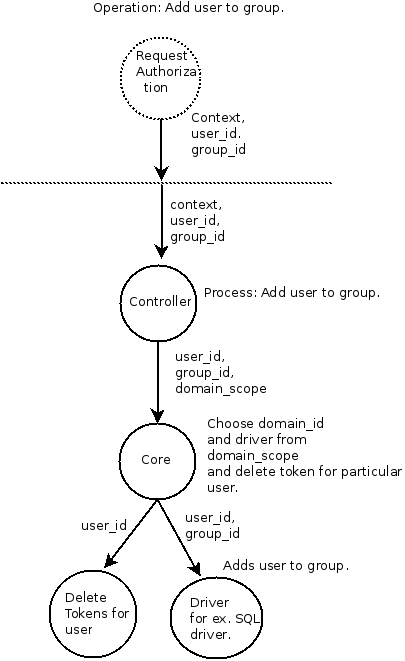 Operation: Add user to group.
Request
Authoriza
tion
Context,
user_id.
group_id
context,
user_id,
group_id
Controller
Process: Add user to group.
user_id,
group_id,
domain_scope
Core
Choose domain_id
and driver from
domain_scope
and delete token for particular
user.
user_id
user_id,
group_id
Adds user to group.
Delete
Tokens for
user
Driver
for ex. SQL
driver.